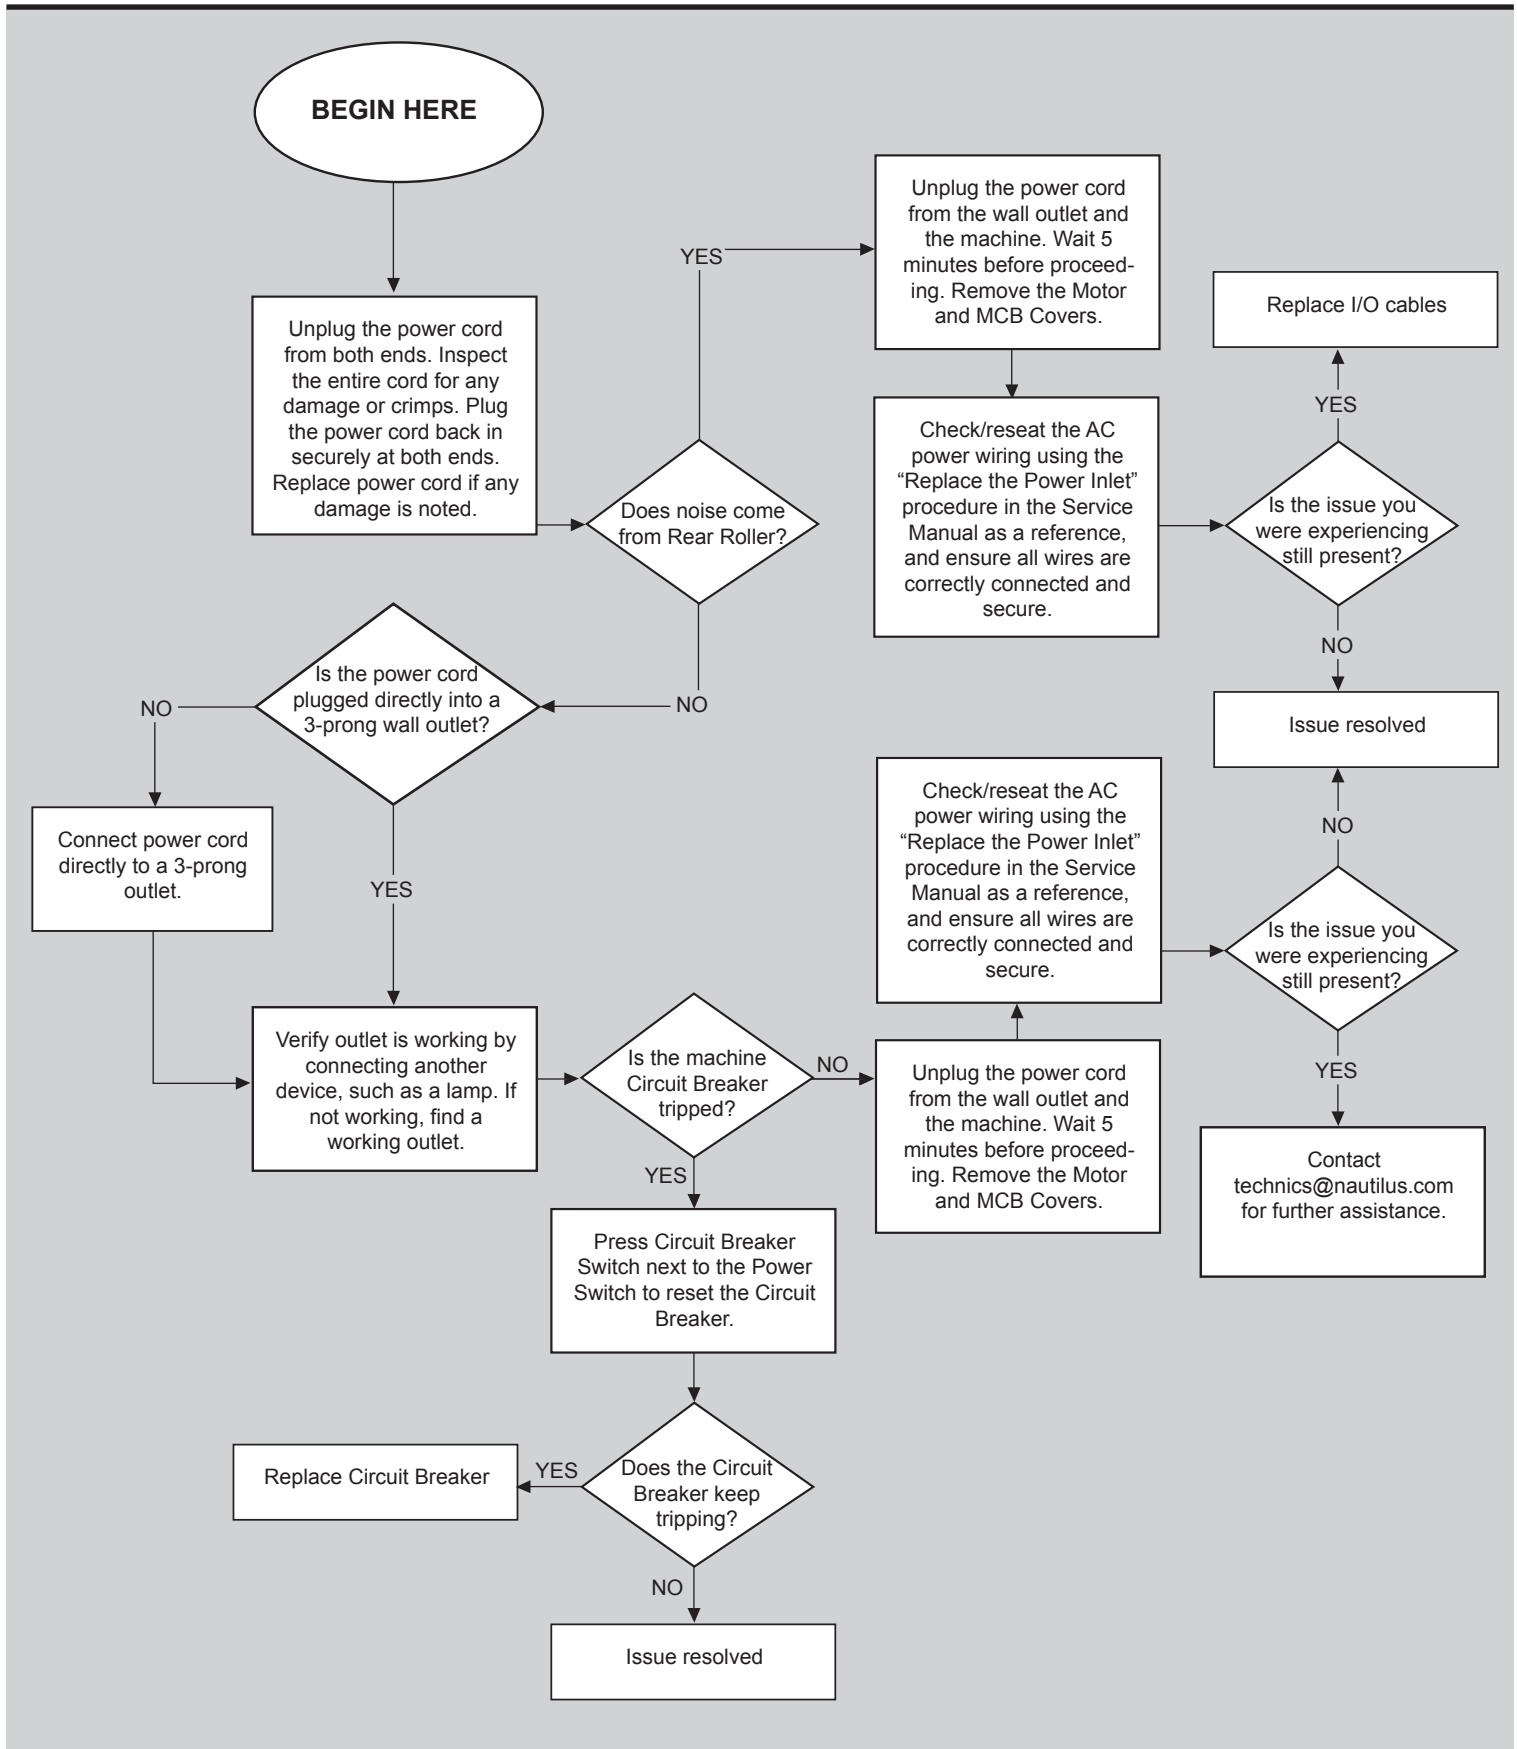 BEGIN HERE
Unplug the power cord
from both ends. Inspect
the entire cord for any
damage or crimps. Plug
the power cord back in
securely at both ends.
Replace power cord if any
damage is noted.
Does noise come
from Rear Roller?
YES
Unplug the power cord
from the wall outlet and
the machine. Wait 5
minutes before proceed-
ing. Remove the Motor
and MCB Covers.
Check/reseat the AC
power wiring using the
“Replace the Power Inlet”
procedure in the Service
Manual as a reference,
and ensure all wires are
correctly connected and
secure.
Is the issue you
were experiencing
still present?
YES
Replace I/O cables
NO
Issue resolved
NO
Is the power cord
plugged directly into a
3-prong wall outlet?
NO
Connect power cord
directly to a 3-prong
outlet.
YES
Verify outlet is working by
connecting another
device, such as a lamp. If
not working, find a
working outlet.
Is the machine
Circuit Breaker
tripped?
NO
Unplug the power cord
from the wall outlet and
the machine. Wait 5
minutes before proceed-
ing. Remove the Motor
and MCB Covers.
Check/reseat the AC
power wiring using the
“Replace the Power Inlet”
procedure in the Service
Manual as a reference,
and ensure all wires are
correctly connected and
secure.
Is the issue you
were experiencing
still present?
NO
YES
Contact
technics@nautilus.com
for further assistance.
YES
Press Circuit Breaker
Switch next to the Power
Switch to reset the Circuit
Breaker.
Does the Circuit
Breaker keep
tripping?
YES
Replace Circuit Breaker
NO
Issue resolved